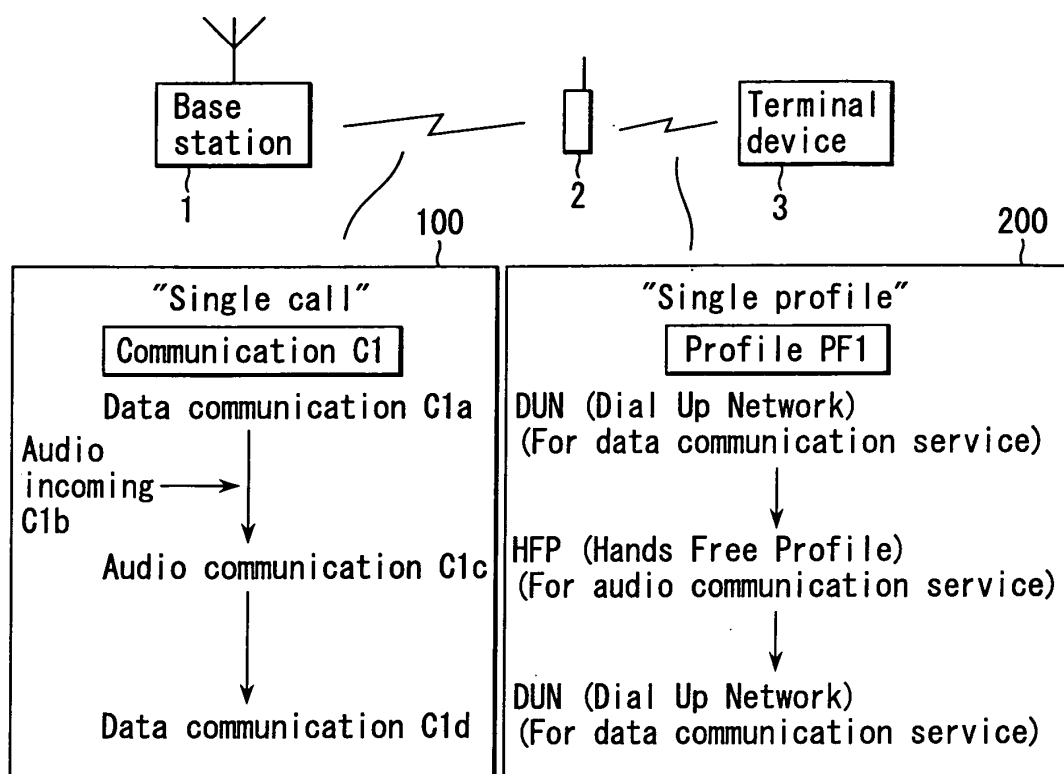 Base
station
Terminal
device
1
2
3
100
200
"Single call"
Communication C1
Data communication C1a
Audio
incoming
C1b
Audio communication C1c
Data communication C1d
"Single profile"
Profile PF1
DUN (Dial Up Network)
(For data communication service)
HFP (Hands Free Profile)
(For audio communication service)
DUN (Dial Up Network)
(For data communication service)